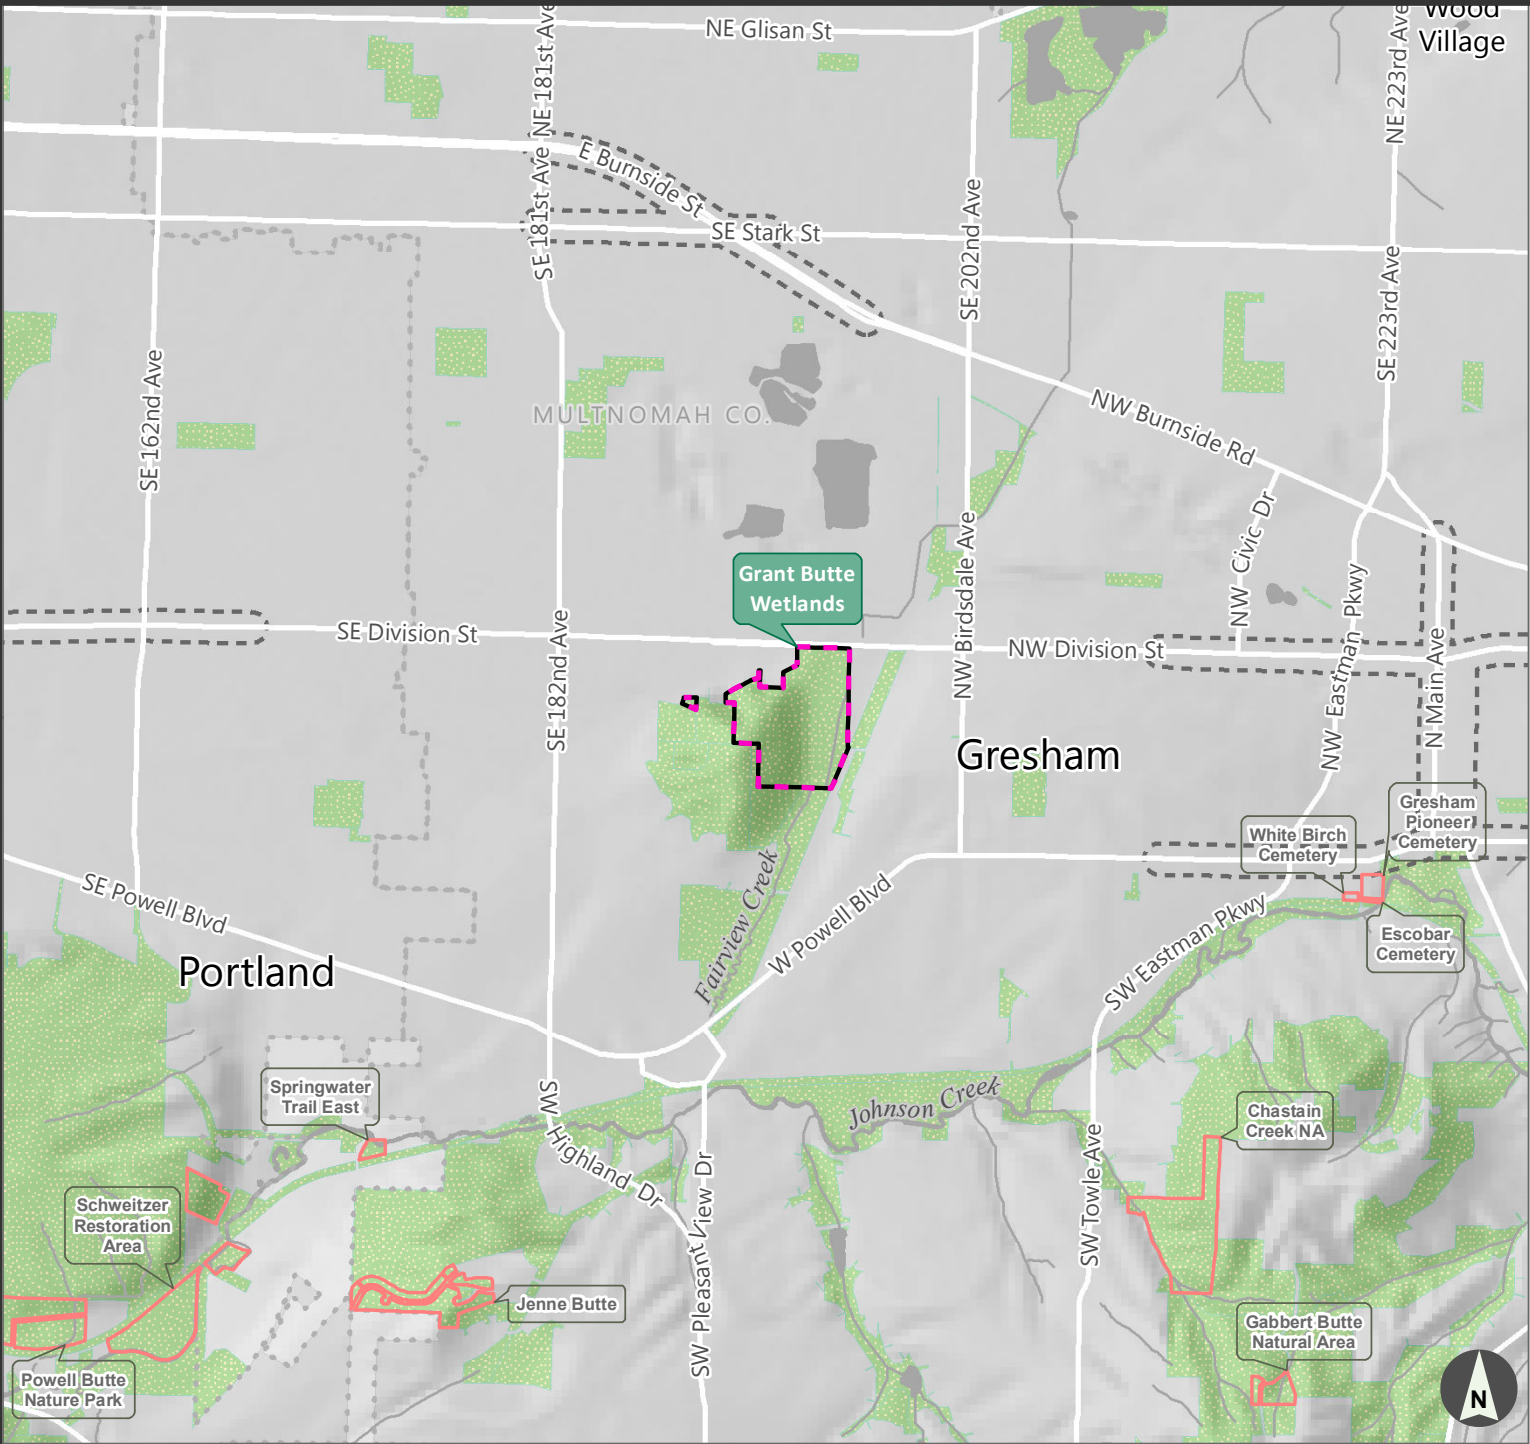 Wood
Village
NE Glisan St
NE 181st Ave
NE 223rd Ave
E Burnside St
SE 181st Ave
SE Stark St
SE 202nd Ave
SE 223rd Ave
SE 162nd Ave
MULTNOMAH CO.
NW Burnside Rd
NW Civic Dr
NW Birdsdale Ave
Grant Butte
Wetlands
SE Division St
NW Division St
SE 182nd Ave
NW Eastman Pkwy
N Main Ave
Gresham
Gresham
Pioneer
Cemetery
White Birch
Cemetery
SE Powell Blvd
Fairview Creek
W Powell Blvd
SW Eastman Pkwy
Escobar
Cemetery
Portland
Springwater
Trail East
SW Highland Dr
Johnson Creek
Chastain
Creek NA
SW Towle Ave
SW Pleasant View Dr
Schweitzer
Restoration
Area
Jenne Butte
Gabbert Butte
Natural Area
Powell Butte
Nature Park
N